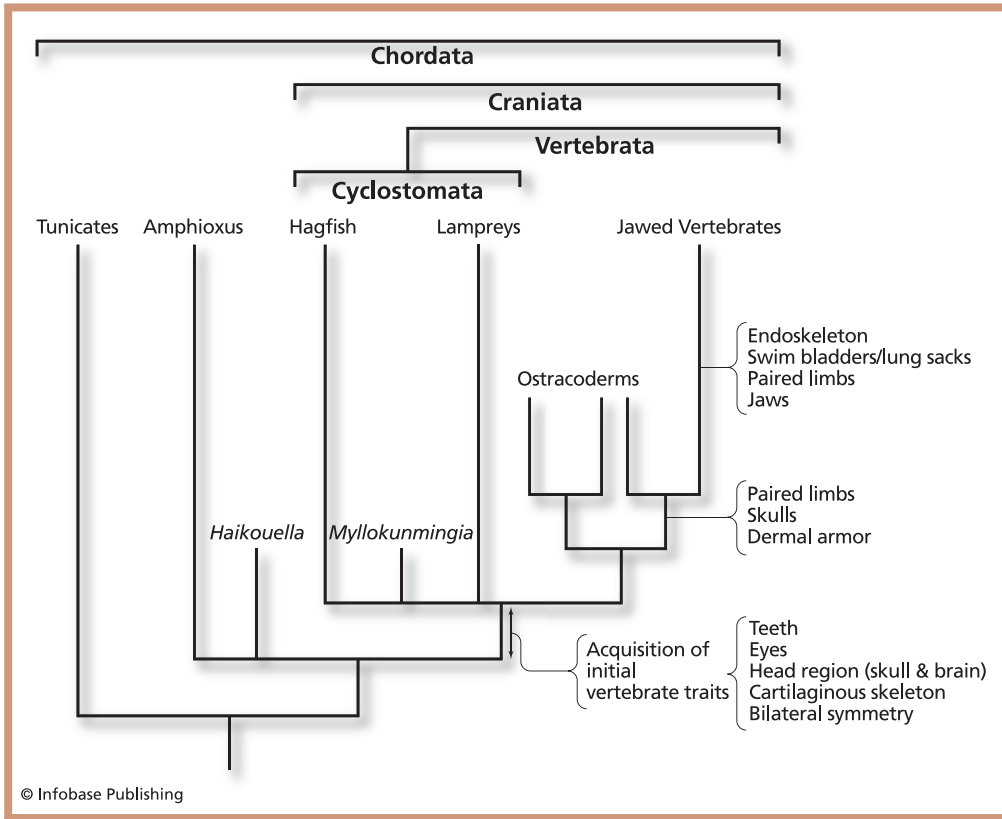 Chordata
Craniata
Vertebrata
Cyclostomata
Tunicates
Amphioxus
Hagfish
Lampreys
Jawed Vertebrates
Endoskeleton
Swim bladders/lung sacks
Paired limbs
Jaws
Ostracoderms
Paired limbs
Skulls
Dermal armor
Haikouella
Myllokunmingia
Acquisition of
initial
vertebrate traits
Teeth
Eyes
Head region (skull & brain)
Cartilaginous skeleton
Bilateral symmetry
© Infobase Publishing